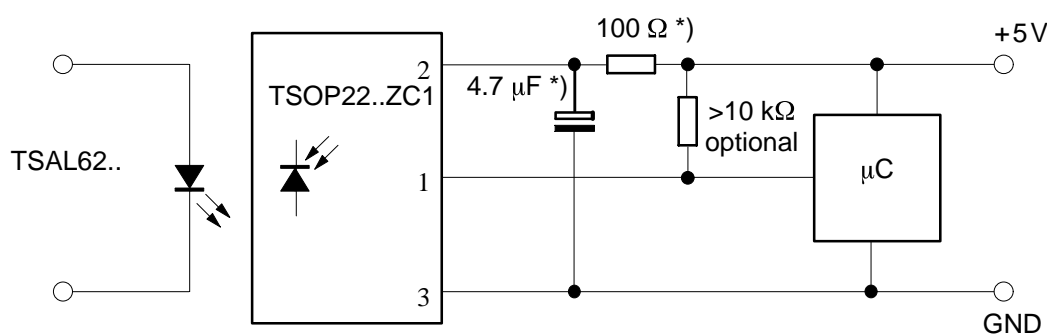 100 Ω *)
+5V
2
4.7 µF *)
TSOP22..ZC1
>10 kΩ
optional
TSAL62..
1
µC
3
GND